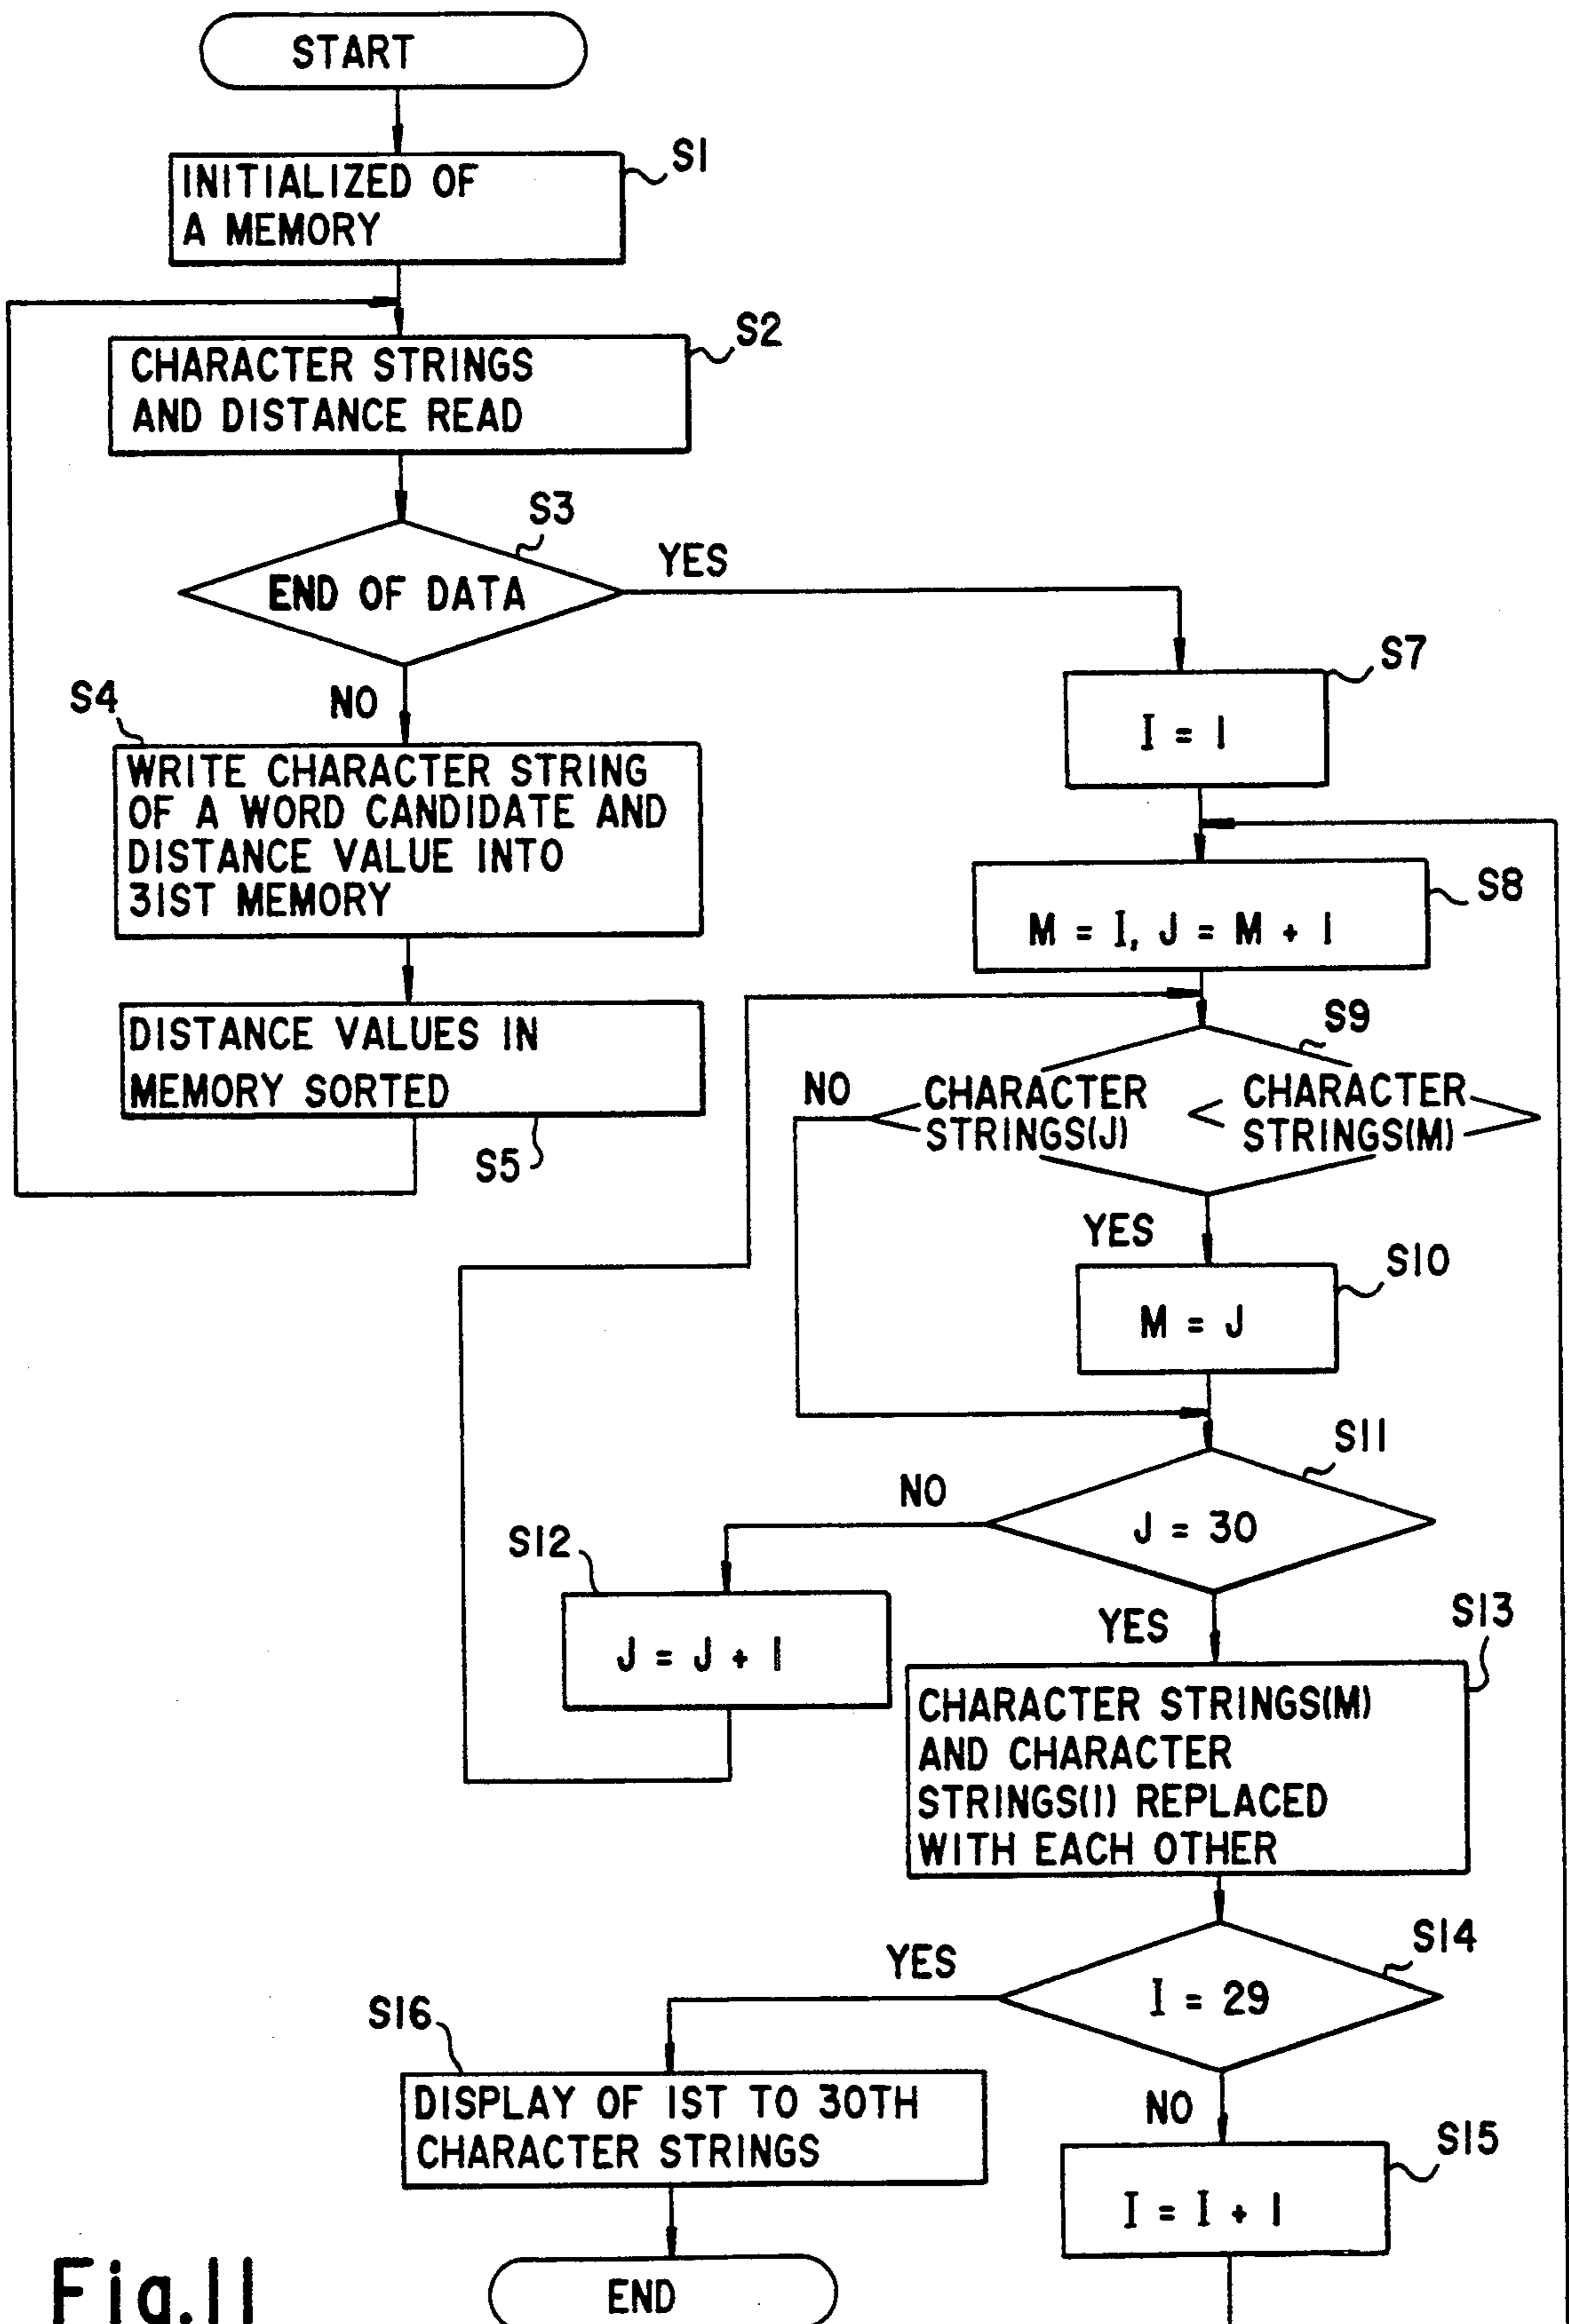 START
S1
INITIALIZED OF
A MEMORY
S2
CHARACTER STRINGS
AND DISTANCE READ
S3
END OF DATA
YES
NO
S4
WRITE CHARACTER STRING
OF A WORD CANDIDATE AND
DISTANCE VALUE INTO
31ST MEMORY
DISTANCE VALUES IN
MEMORY SORTED
S5
S7
I = 1
S8
M = I, J = M + 1
S9
NO
CHARACTER STRINGS(J) < CHARACTER STRINGS(M)
YES
S10
M = J
S11
NO
J = 30
S12
J = J + 1
YES
S13
CHARACTER STRINGS(M)
AND CHARACTER
STRINGS(I) REPLACED
WITH EACH OTHER
S14
YES
I = 29
S16
DISPLAY OF 1ST TO 30TH
CHARACTER STRINGS
NO
S15
I = I + 1
END
Fig.11